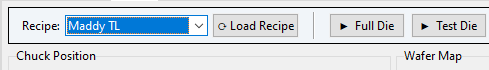 Recipe: Maddy TL ⟳ Load Recipe ► Full Die ► Test Die
Chuck Position Wafer Map